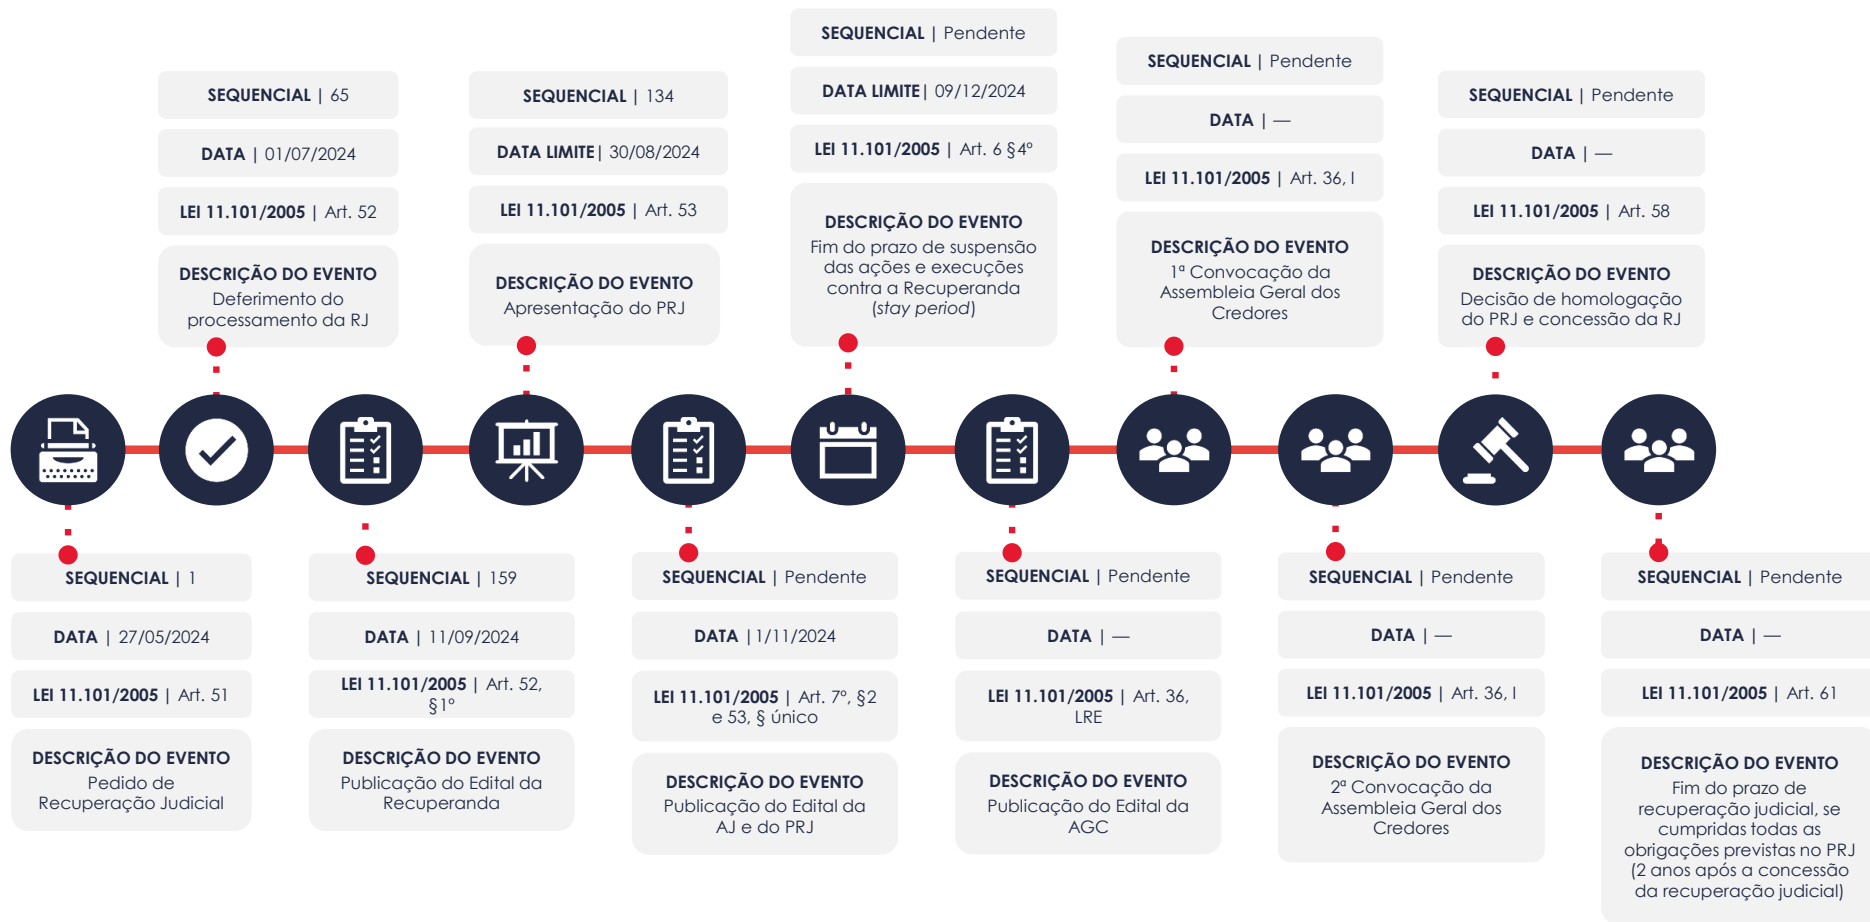 SEQUENCIAL | 65
DATA | 01/07/2024
LEI 11.101/2005 | Art. 52
DESCRIÇÃO DO EVENTO
Deferimento do
processamento da RJ
SEQUENCIAL | 134
DATA LIMITE| 30/08/2024
LEI 11.101/2005 | Art. 53
DESCRIÇÃO DO EVENTO
Apresentação do PRJ
SEQUENCIAL | Pendente
DATA LIMITE| 09/12/2024
LEI 11.101/2005 | Art. 6 §4º
DESCRIÇÃO DO EVENTO
Fim do prazo de suspensão
das ações e execuções
contra a Recuperanda
(stay period)
SEQUENCIAL | Pendente
DATA | —
LEI 11.101/2005 | Art. 36, I
DESCRIÇÃO DO EVENTO
1ª Convocação da
Assembleia Geral dos
Credores
SEQUENCIAL | Pendente
DATA | —
LEI 11.101/2005 | Art. 58
DESCRIÇÃO DO EVENTO
Decisão de homologação
do PRJ e concessão da RJ
SEQUENCIAL | 1
DATA | 27/05/2024
LEI 11.101/2005 | Art. 51
DESCRIÇÃO DO EVENTO
Pedido de
Recuperação Judicial
SEQUENCIAL | 159
DATA | 11/09/2024
LEI 11.101/2005 | Art. 52,
§1º
DESCRIÇÃO DO EVENTO
Publicação do Edital da
Recuperanda
SEQUENCIAL | Pendente
DATA |1/11/2024
LEI 11.101/2005 | Art. 7º, §2
e 53, § único
DESCRIÇÃO DO EVENTO
Publicação do Edital da
AJ e do PRJ
SEQUENCIAL | Pendente
DATA | —
LEI 11.101/2005 | Art. 36,
LRE
DESCRIÇÃO DO EVENTO
Publicação do Edital da
AGC
SEQUENCIAL | Pendente
DATA | —
LEI 11.101/2005 | Art. 36, I
DESCRIÇÃO DO EVENTO
2ª Convocação da
Assembleia Geral dos
Credores
SEQUENCIAL | Pendente
DATA | —
LEI 11.101/2005 | Art. 61
DESCRIÇÃO DO EVENTO
Fim do prazo de
recuperação judicial, se
cumpridas todas as
obrigações previstas no PRJ
(2 anos após a concessão
da recuperação judicial)